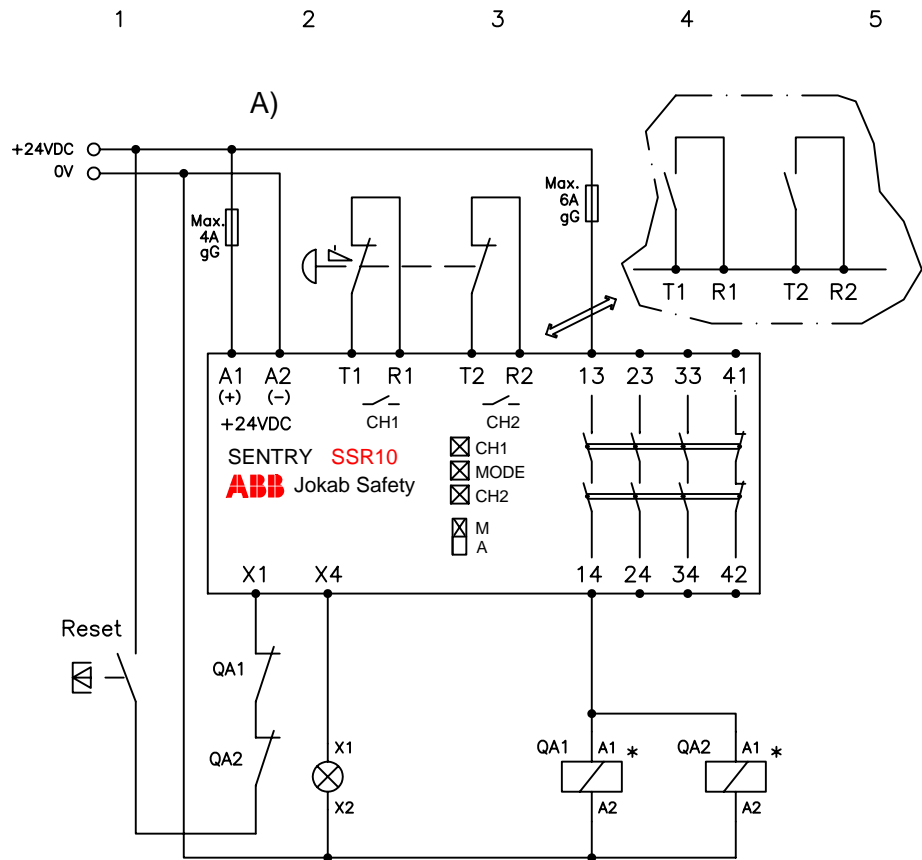 1 2 3 4 5
A)
+24VDC
0V
Max.
4A
gG
Max.
6A
gG
T1 R1 T2 R2
A1 A2 T1 R1 T2 R2 13 23 33 41
(+) (-)
+24VDC
CH1 CH2
SENTRY SSR10
ABB Jokab Safety
CH1
MODE
CH2
M
A
X1 X4 14 24 34 42
Reset
QA1
QA2
X1
X2
QA1 A1 *
A2
QA2 A1 *
A2